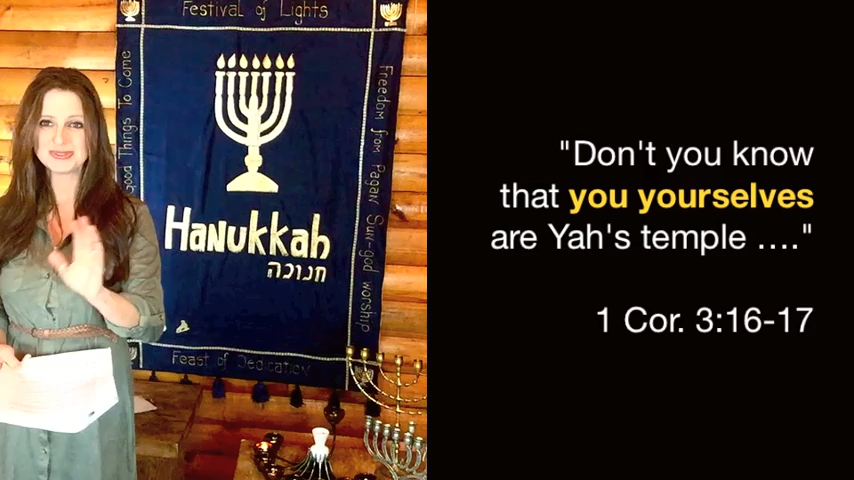 Festival of Lights
Good Things To Come
Freedom from Pagan Sun-god worship
Hanukkah
חנוכה
Feast of Dedication
"Don't you know
that you yourselves
are Yah's temple ...."
1 Cor. 3:16-17